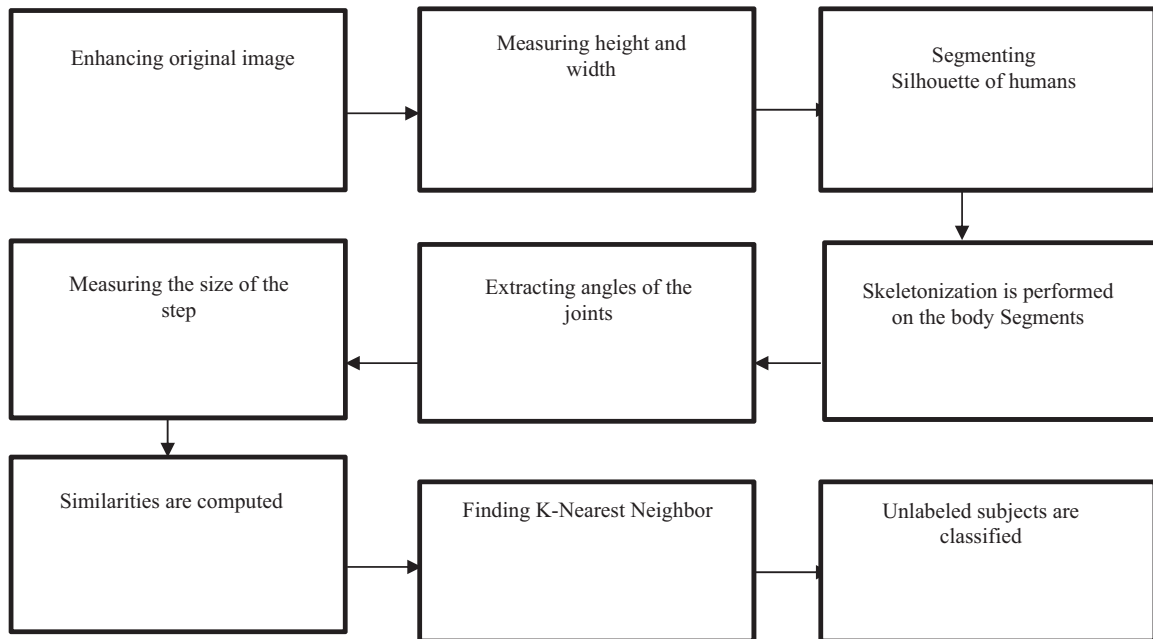 Enhancing original image
Measuring height and
width
Segmenting
Silhouette of humans
Skeletonization is performed
on the body Segments
Extracting angles of the
joints
Measuring the size of the
step
Similarities are computed
Finding K-Nearest Neighbor
Unlabeled subjects are
classified